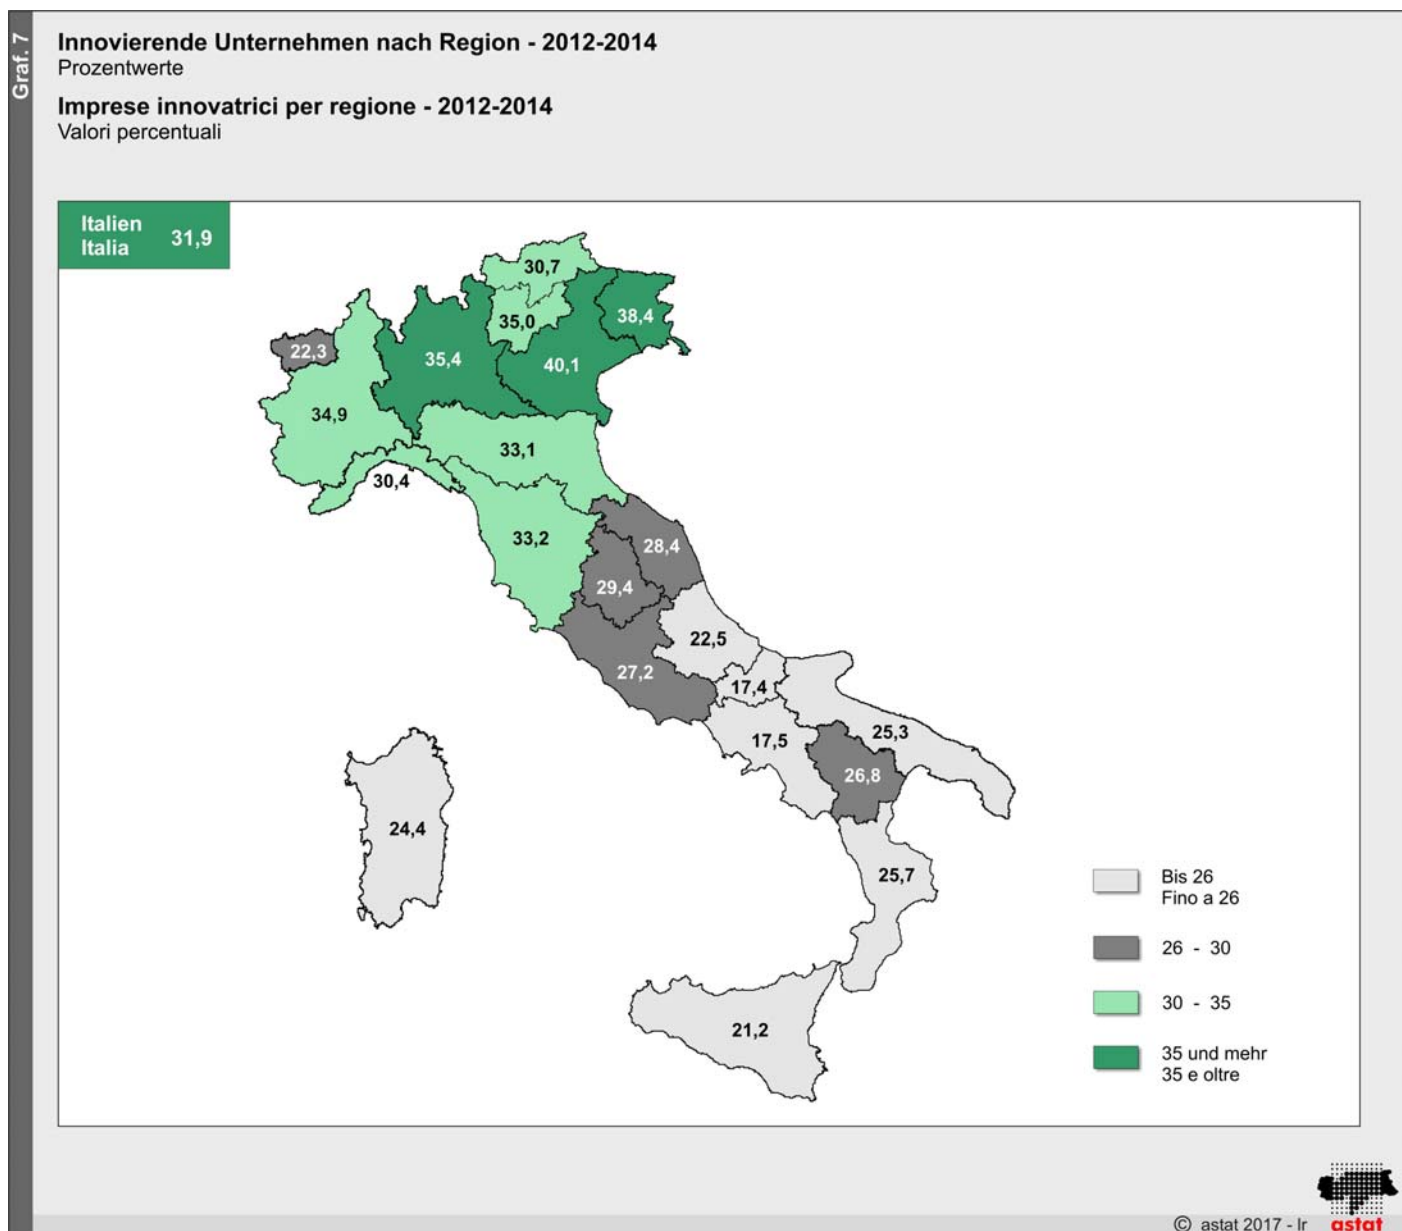 Graf. 7
Innovierende Unternehmen nach Region - 2012-2014
Prozentwerte
Imprese innovatrici per regione - 2012-2014
Valori percentuali
Italien
Italia 31,9
30,7
35,0
38,4
22,3
35,4
40,1
34,9
33,1
30,4
33,2
28,4
29,4
22,5
27,2
17,4
17,5
25,3
26,8
24,4
25,7
21,2
Bis 26
Fino a 26
26 - 30
30 - 35
35 und mehr
35 e oltre
© astat 2017 - lr
astat